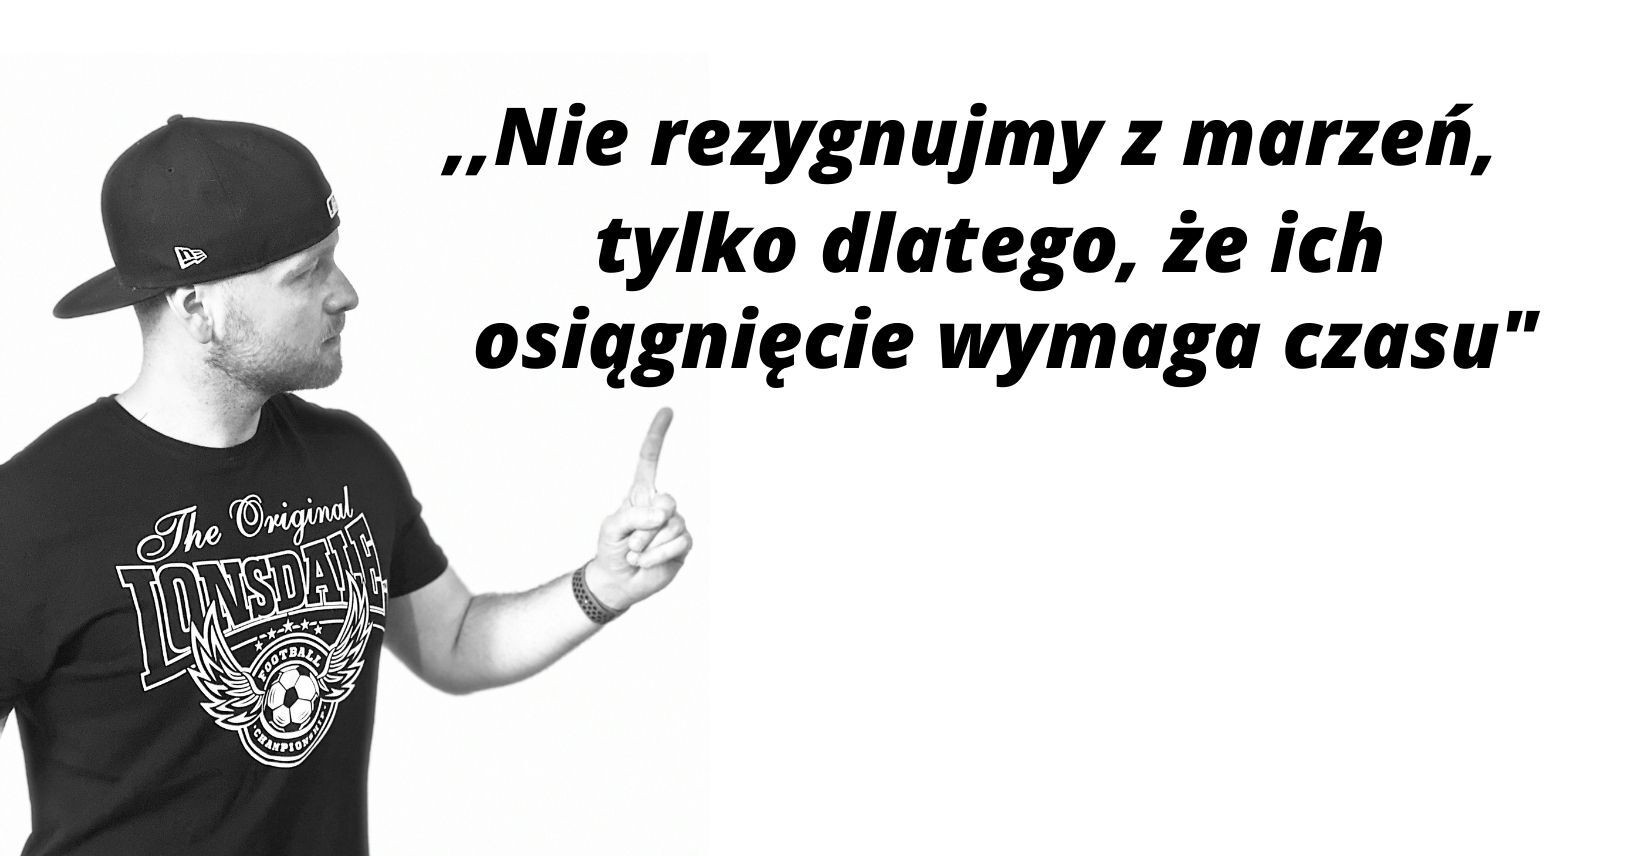 ,,Nie rezygnujmy z marzeń,
tylko dlatego, że ich
osiągnięcie wymaga czasu"
The Original
LONSDALE
FOOTBALL
CHAMPIONSHIP